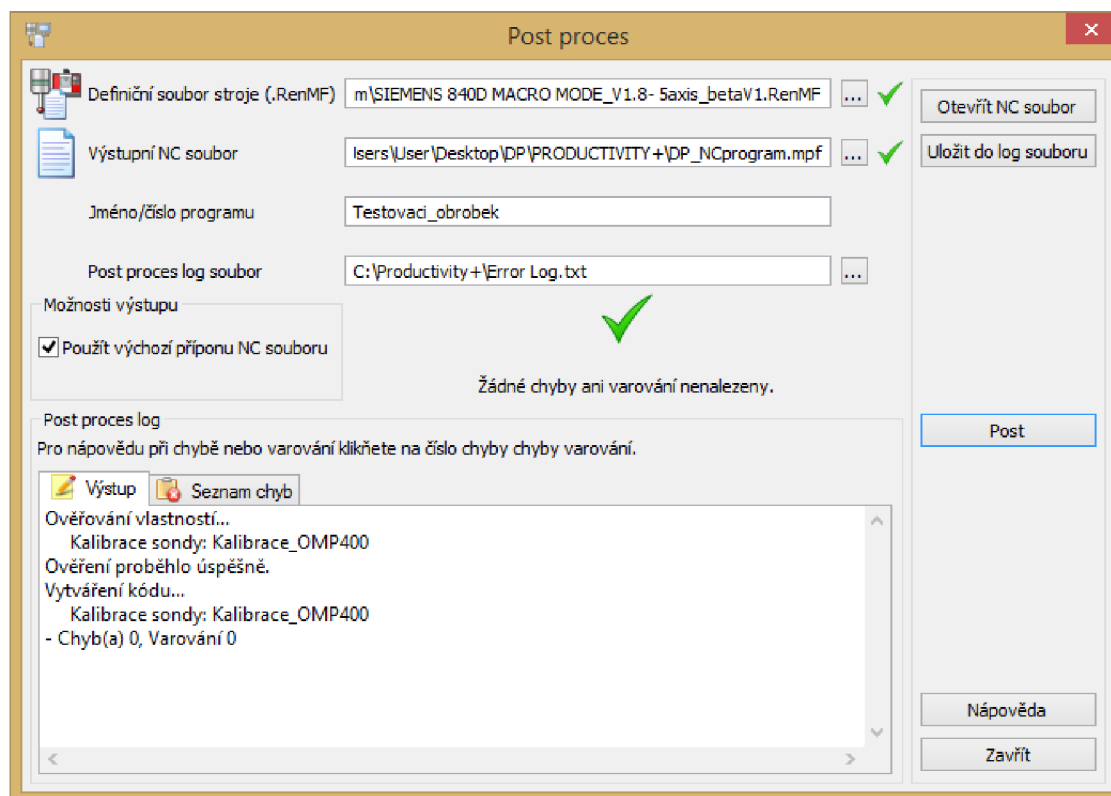 Post proces
Definiční soubor stroje (.RenMF)
m\SIEMENS 840D MACRO MODE_V1.8- 5axis_betaV1.RenMF
...
Otevřít NC soubor
Výstupní NC soubor
lsers\User\Desktop\DP\PRODUCTIVITY+\DP_NCprogram.mpf
...
Uložit do log souboru
Jméno/číslo programu
Testovaci_obrobek
Post proces log soubor
C:\Productivity+\Error Log.txt
...
Možnosti výstupu
Použít výchozí příponu NC souboru
Žádné chyby ani varování nenalezeny.
Post proces log
Pro nápovědu při chybě nebo varování klikňete na číslo chyby chyby varování.
Post
Výstup
Seznam chyb
Ověřování vlastností...
Kalibrace sondy: Kalibrace_OMP400
Ověření proběhlo úspěšně.
Vytváření kódu...
Kalibrace sondy: Kalibrace_OMP400
- Chyb(a) 0, Varování 0
Nápověda
Zavřít